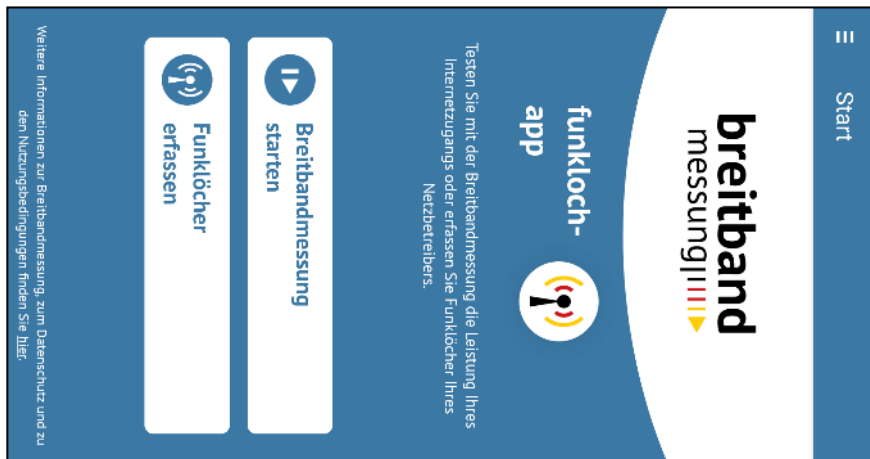 Start
breitband
messung
funkloch-
app
Testen Sie mit der Breitbandmessung die Leistung Ihres
Internetzugangs oder erfassen Sie Funklöcher Ihres
Netzbetreibers.
Breitbandmessung
starten
Funklöcher
erfassen
Weitere Informationen zur Breitbandmessung, zum Datenschutz und zu
den Nutzungsbedingungen finden Sie hier.